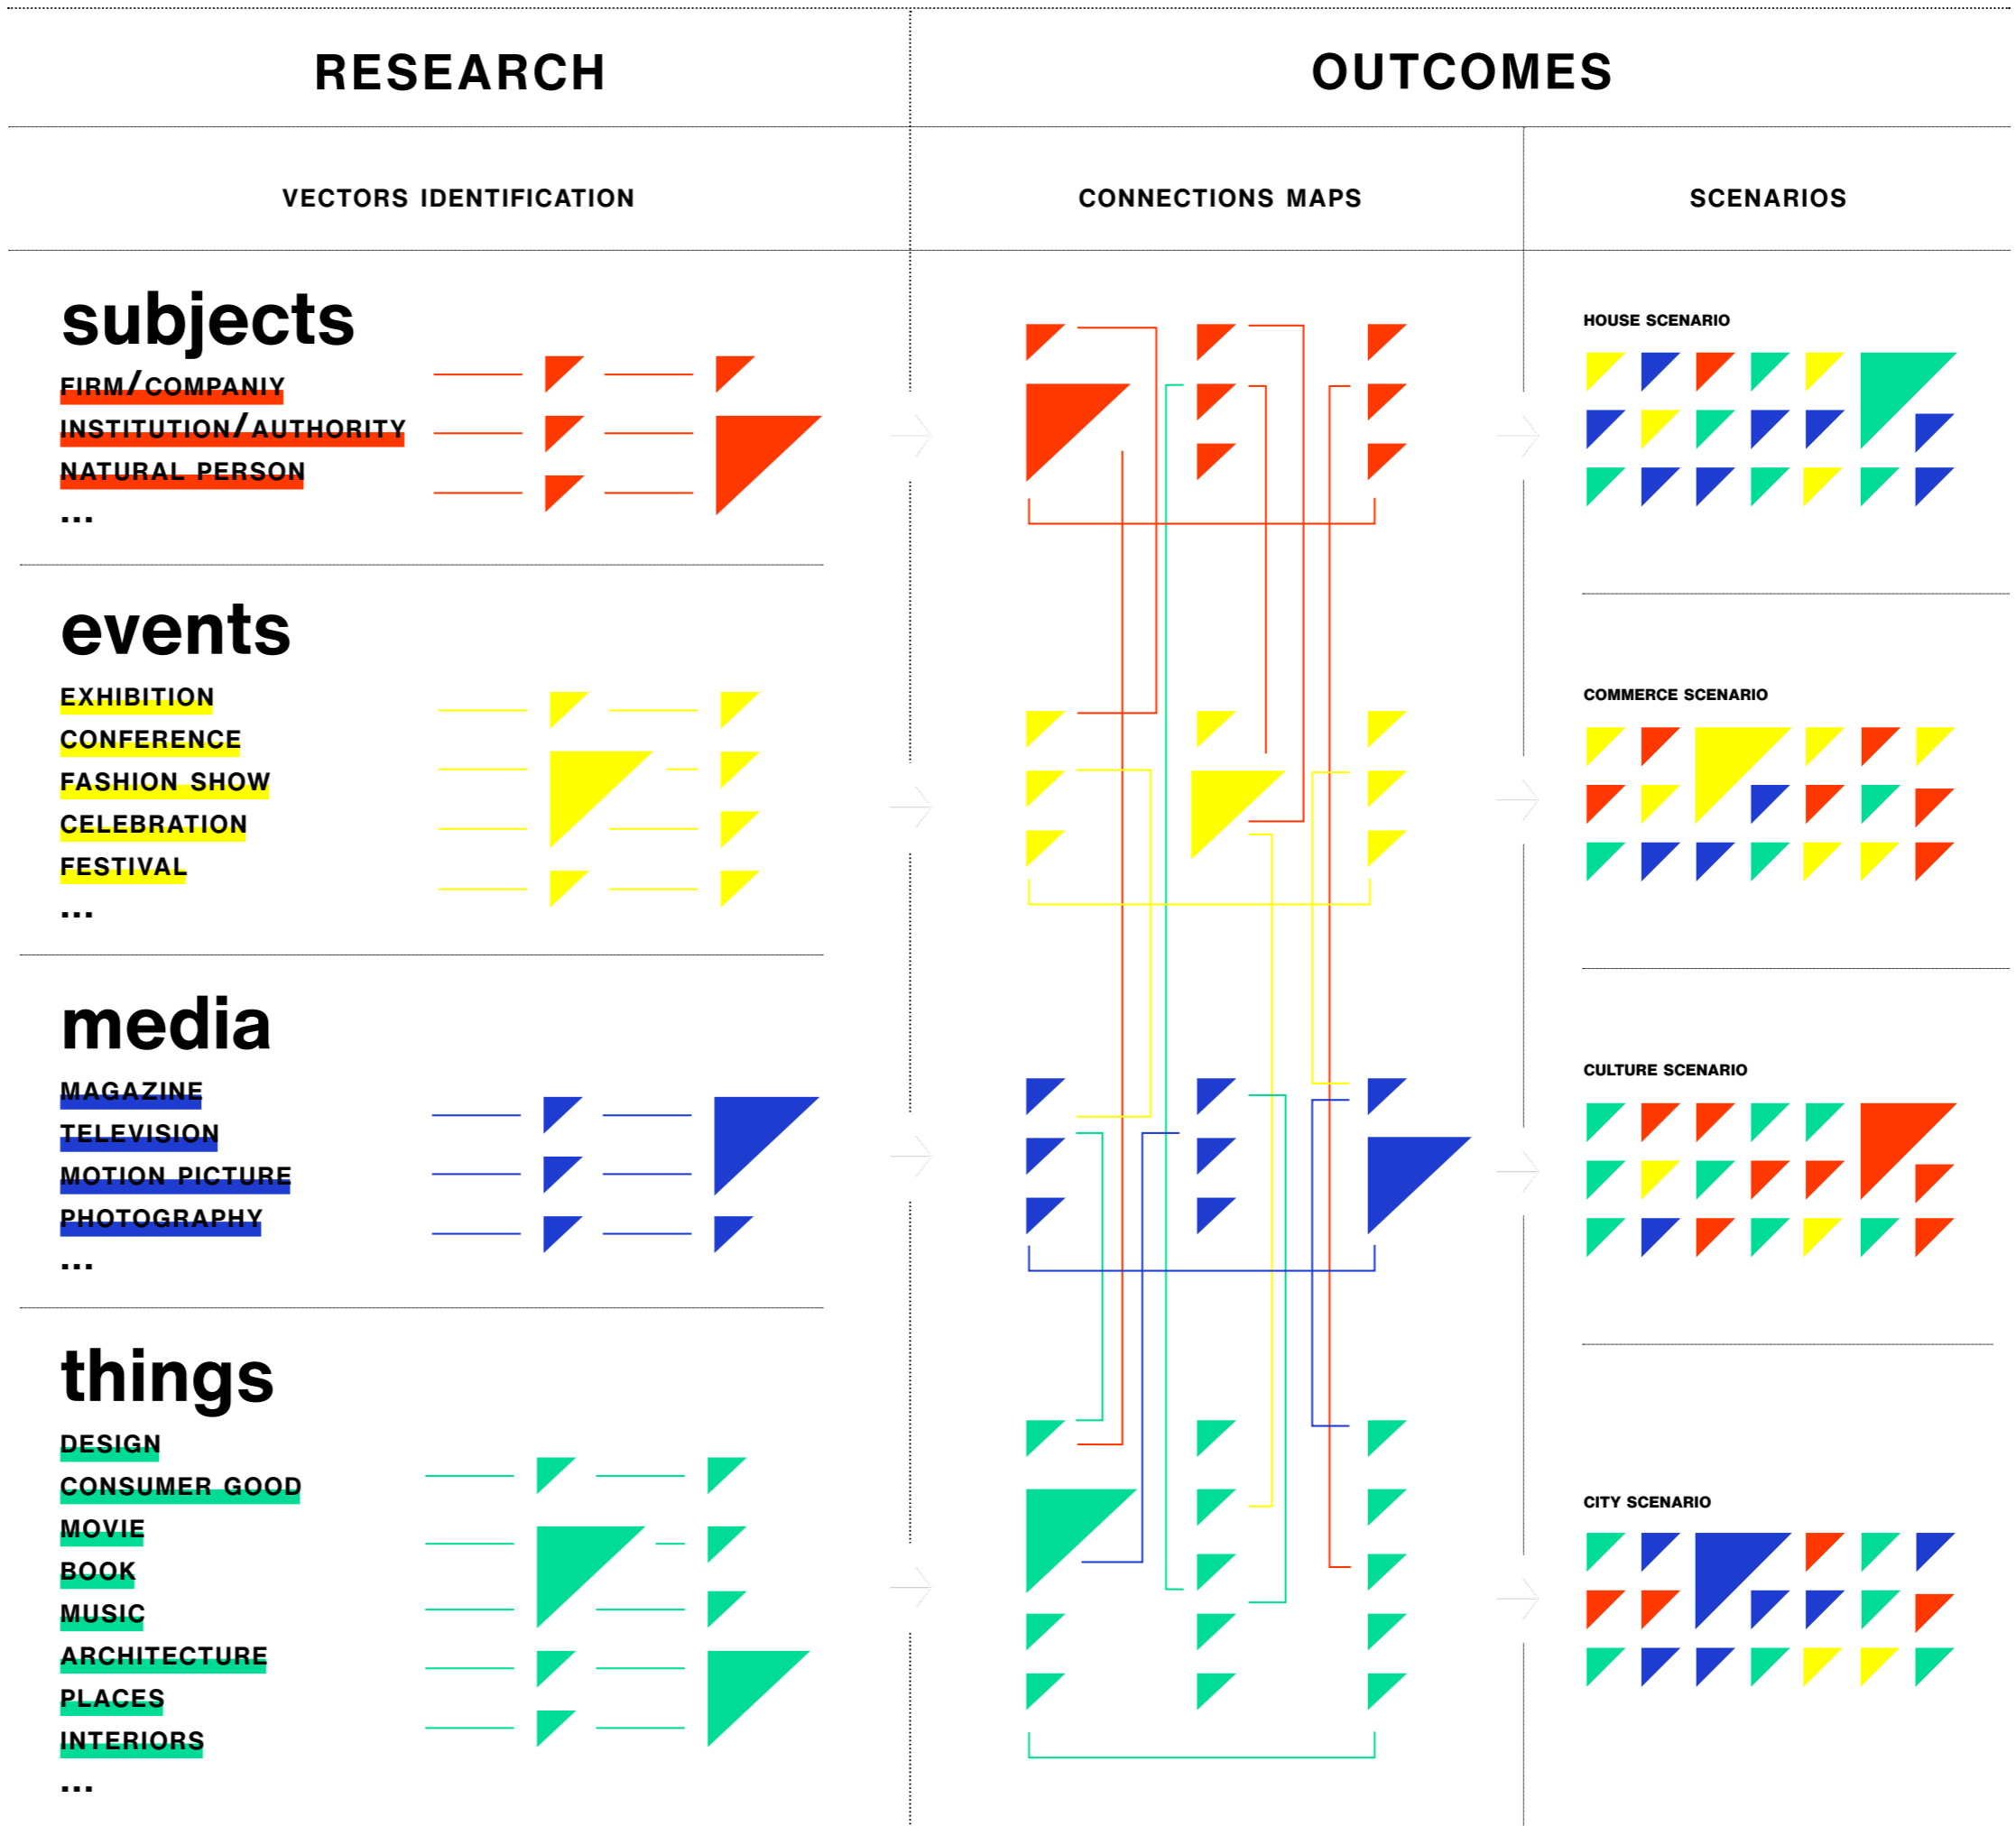 RESEARCH
OUTCOMES
VECTORS IDENTIFICATION
CONNECTIONS MAPS
SCENARIOS
subjects
FIRM/COMPANIY
INSTITUTION/AUTHORITY
NATURAL PERSON
...
events
EXHIBITION
CONFERENCE
FASHION SHOW
CELEBRATION
FESTIVAL
...
media
MAGAZINE
TELEVISION
MOTION PICTURE
PHOTOGRAPHY
...
things
DESIGN
CONSUMER GOOD
MOVIE
BOOK
MUSIC
ARCHITECTURE
PLACES
INTERIORS
...
HOUSE SCENARIO
COMMERCE SCENARIO
CULTURE SCENARIO
CITY SCENARIO